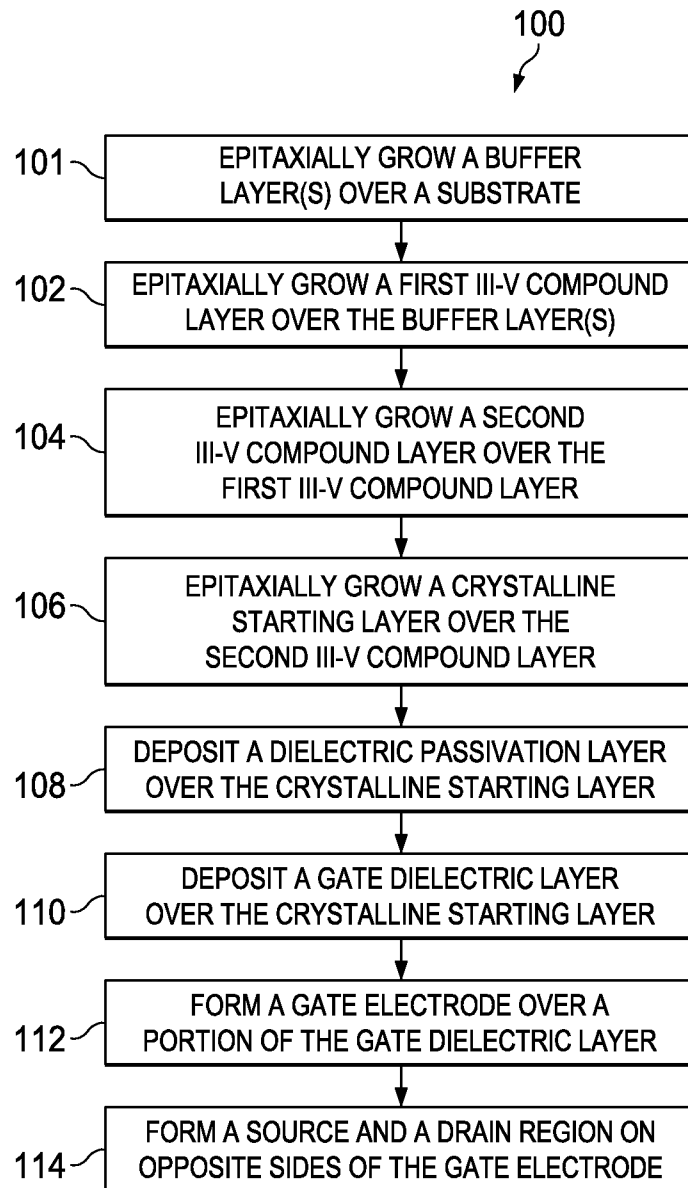 100
101
EPITAXIALLY GROW A BUFFER
LAYER(S) OVER A SUBSTRATE
102
EPITAXIALLY GROW A FIRST III-V COMPOUND
LAYER OVER THE BUFFER LAYER(S)
104
EPITAXIALLY GROW A SECOND
III-V COMPOUND LAYER OVER THE
FIRST III-V COMPOUND LAYER
106
EPITAXIALLY GROW A CRYSTALLINE
STARTING LAYER OVER THE
SECOND III-V COMPOUND LAYER
108
DEPOSIT A DIELECTRIC PASSIVATION LAYER
OVER THE CRYSTALLINE STARTING LAYER
110
DEPOSIT A GATE DIELECTRIC LAYER
OVER THE CRYSTALLINE STARTING LAYER
112
FORM A GATE ELECTRODE OVER A
PORTION OF THE GATE DIELECTRIC LAYER
114
FORM A SOURCE AND A DRAIN REGION ON
OPPOSITE SIDES OF THE GATE ELECTRODE